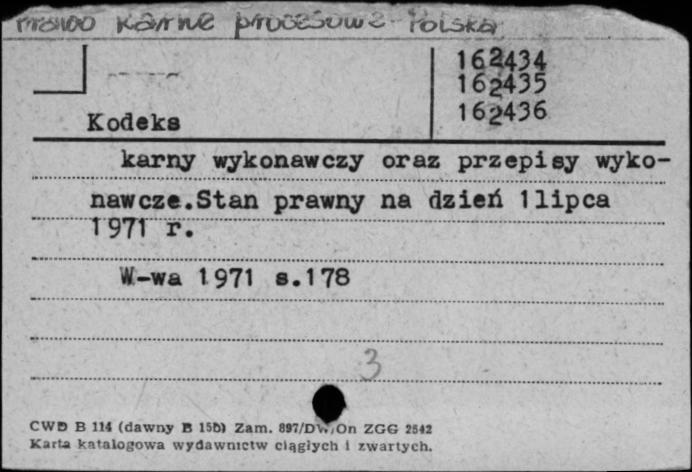 prawo karne procesowe - Polska
162434
162435
162436
Kodeks
karny wykonawczy oraz przepisy wyko-
nawcze.Stan prawny na dzień 1lipca
1971 r.
W-wa 1971 s.178
3
CWD B 114 (dawny B 156) Zam. 897/DW/On ZGG 2542
Karta katalogowa wydawnictw ciągłych i zwartych.